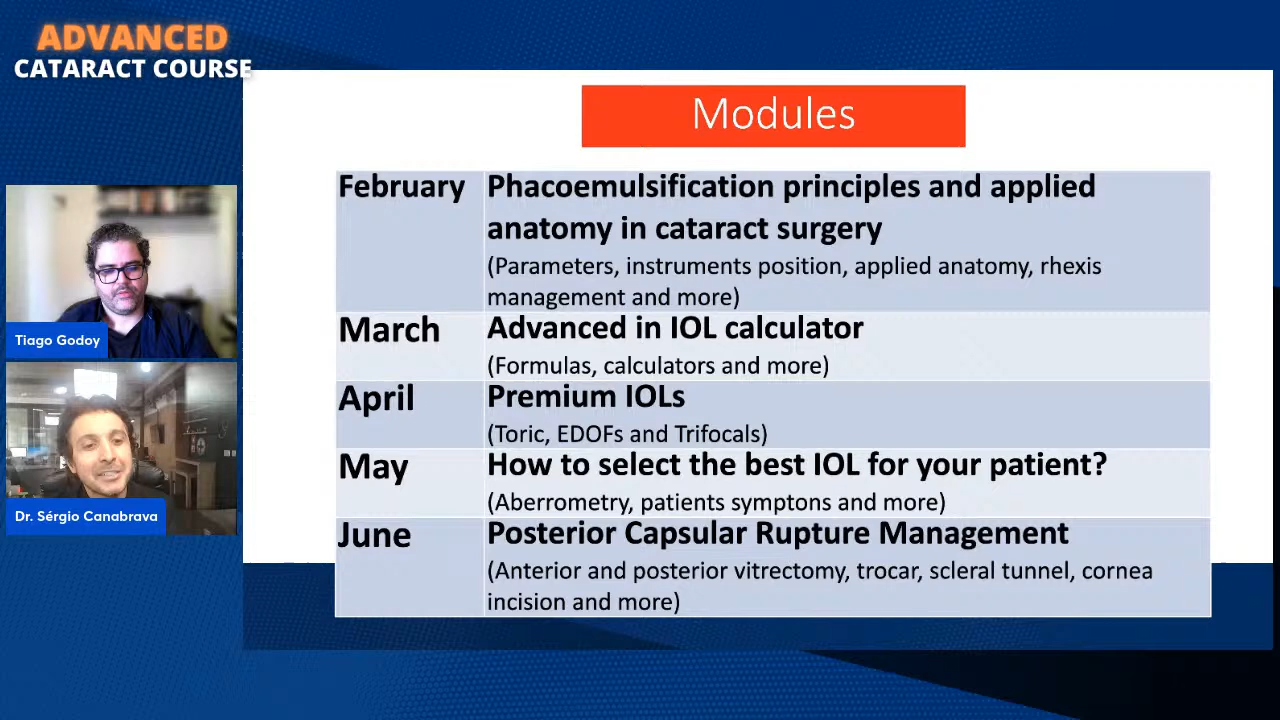 ADVANCED
CATARACT COURSE
Modules
February
Phacoemulsification principles and applied
anatomy in cataract surgery
(Parameters, instruments position, applied anatomy, rhexis
management and more)
March
Advanced in IOL calculator
(Formulas, calculators and more)
April
Premium IOLs
(Toric, EDOFs and Trifocals)
May
How to select the best IOL for your patient?
(Aberrometry, patients symptons and more)
June
Posterior Capsular Rupture Management
(Anterior and posterior vitrectomy, trocar, scleral tunnel, cornea
incision and more)
Tiago Godoy
Dr. Sérgio Canabrava